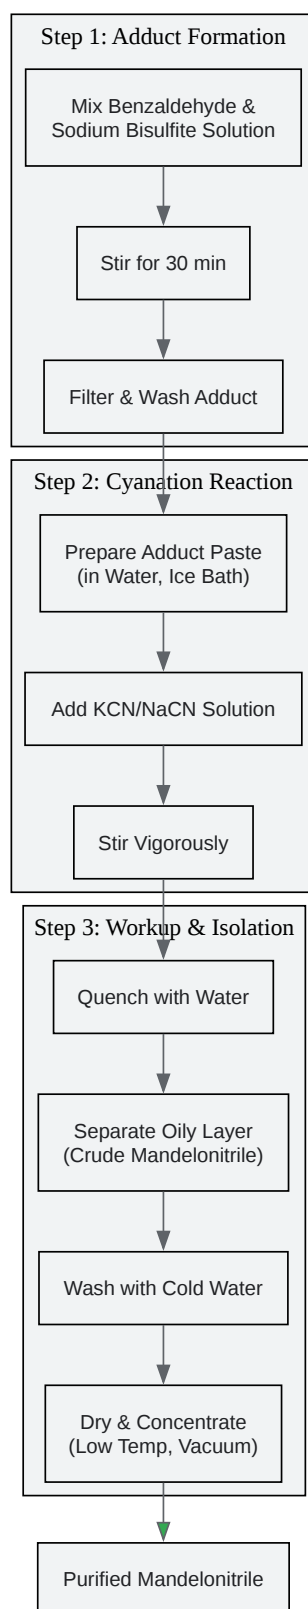 Step 1: Adduct Formation
Mix Benzaldehyde &
Sodium Bisulfite Solution
Stir for 30 min
Filter & Wash Adduct
Step 2: Cyanation Reaction
Prepare Adduct Paste
(in Water, Ice Bath)
Add KCN/NaCN Solution
Stir Vigorously
Step 3: Workup & Isolation
Quench with Water
Separate Oily Layer
(Crude Mandelonitrile)
Wash with Cold Water
Dry & Concentrate
(Low Temp, Vacuum)
Purified Mandelonitrile